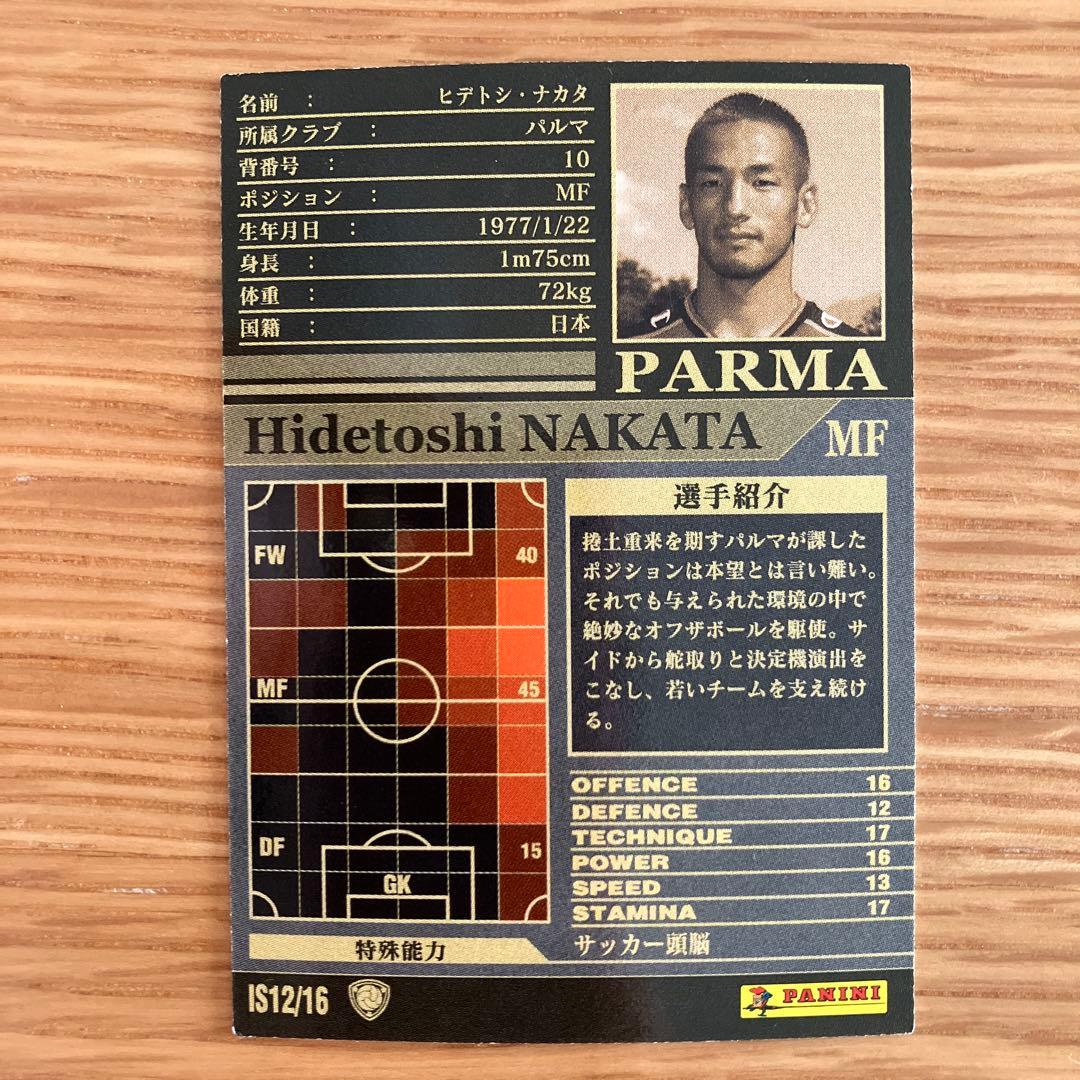 名前 : ヒデトシ・ナカタ
所属クラブ : パルマ
背番号 : 10
ポジション : MF
生年月日 : 1977/1/22
身長 : 1m75cm
体重 : 72kg
国籍 : 日本
PARMA
Hidetoshi NAKATA MF
FW 40
MF 45
DF 15
GK
選手紹介
捲土重来を期すパルマが課した
ポジションは本望とは言い難い。
それでも与えられた環境の中で
絶妙なオフザボールを駆使。サ
イドから舵取りと決定機演出を
こなし、若いチームを支え続け
る。
OFFENCE 16
DEFENCE 12
TECHNIQUE 17
POWER 16
SPEED 13
STAMINA 17
特殊能力 サッカー頭脳
IS12/16
PANINI